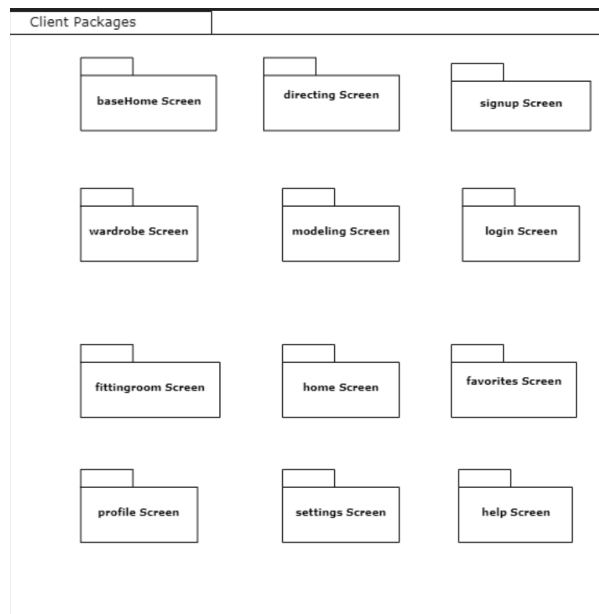 Client Packages
baseHome Screen
directing Screen
signup Screen
wardrobe Screen
modeling Screen
login Screen
fittingroom Screen
home Screen
favorites Screen
profile Screen
settings Screen
help Screen